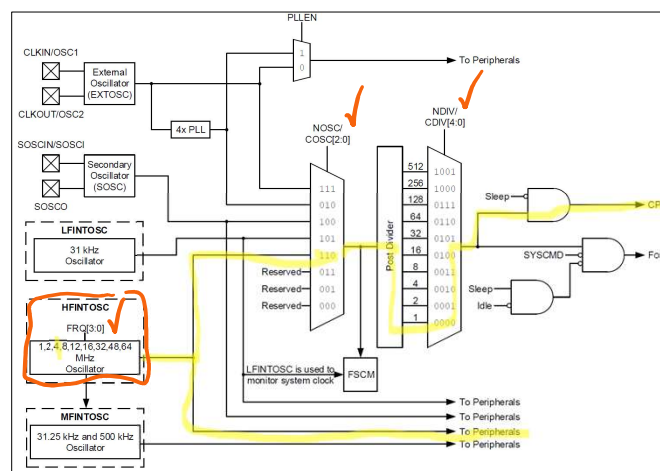 PLLEN
CLKIN/OSC1
External
Oscillator
(EXTOSC)
CLKOUT/OSC2
1
0
To Peripherals
4x PLL
NOSC/
COSC[2:0]
NDIV/
CDIV[4:0]
SOSCIN/SOSCI
Secondary
Oscillator
(SOSC)
SOSCO
LFINTOSC
31 kHz
Oscillator
111
010
100
101
110
Reserved 011
Reserved 001
Reserved 000
Post Divider
512 1001
256 1000
128 0111
64 0110
32 0101
16 0100
8 0011
4 0010
2 0001
1 0000
Sleep
SYSCMD
Sleep
Idle
HFINTOSC
FRQ[3:0]
1,2,4,8,12,16,32,48,64
MHz
Oscillator
LFINTOSC is used to
monitor system clock
FSCM
MFINTOSC
31.25 kHz and 500 kHz
Oscillator
To Peripherals
To Peripherals
To Peripherals
To Peripherals